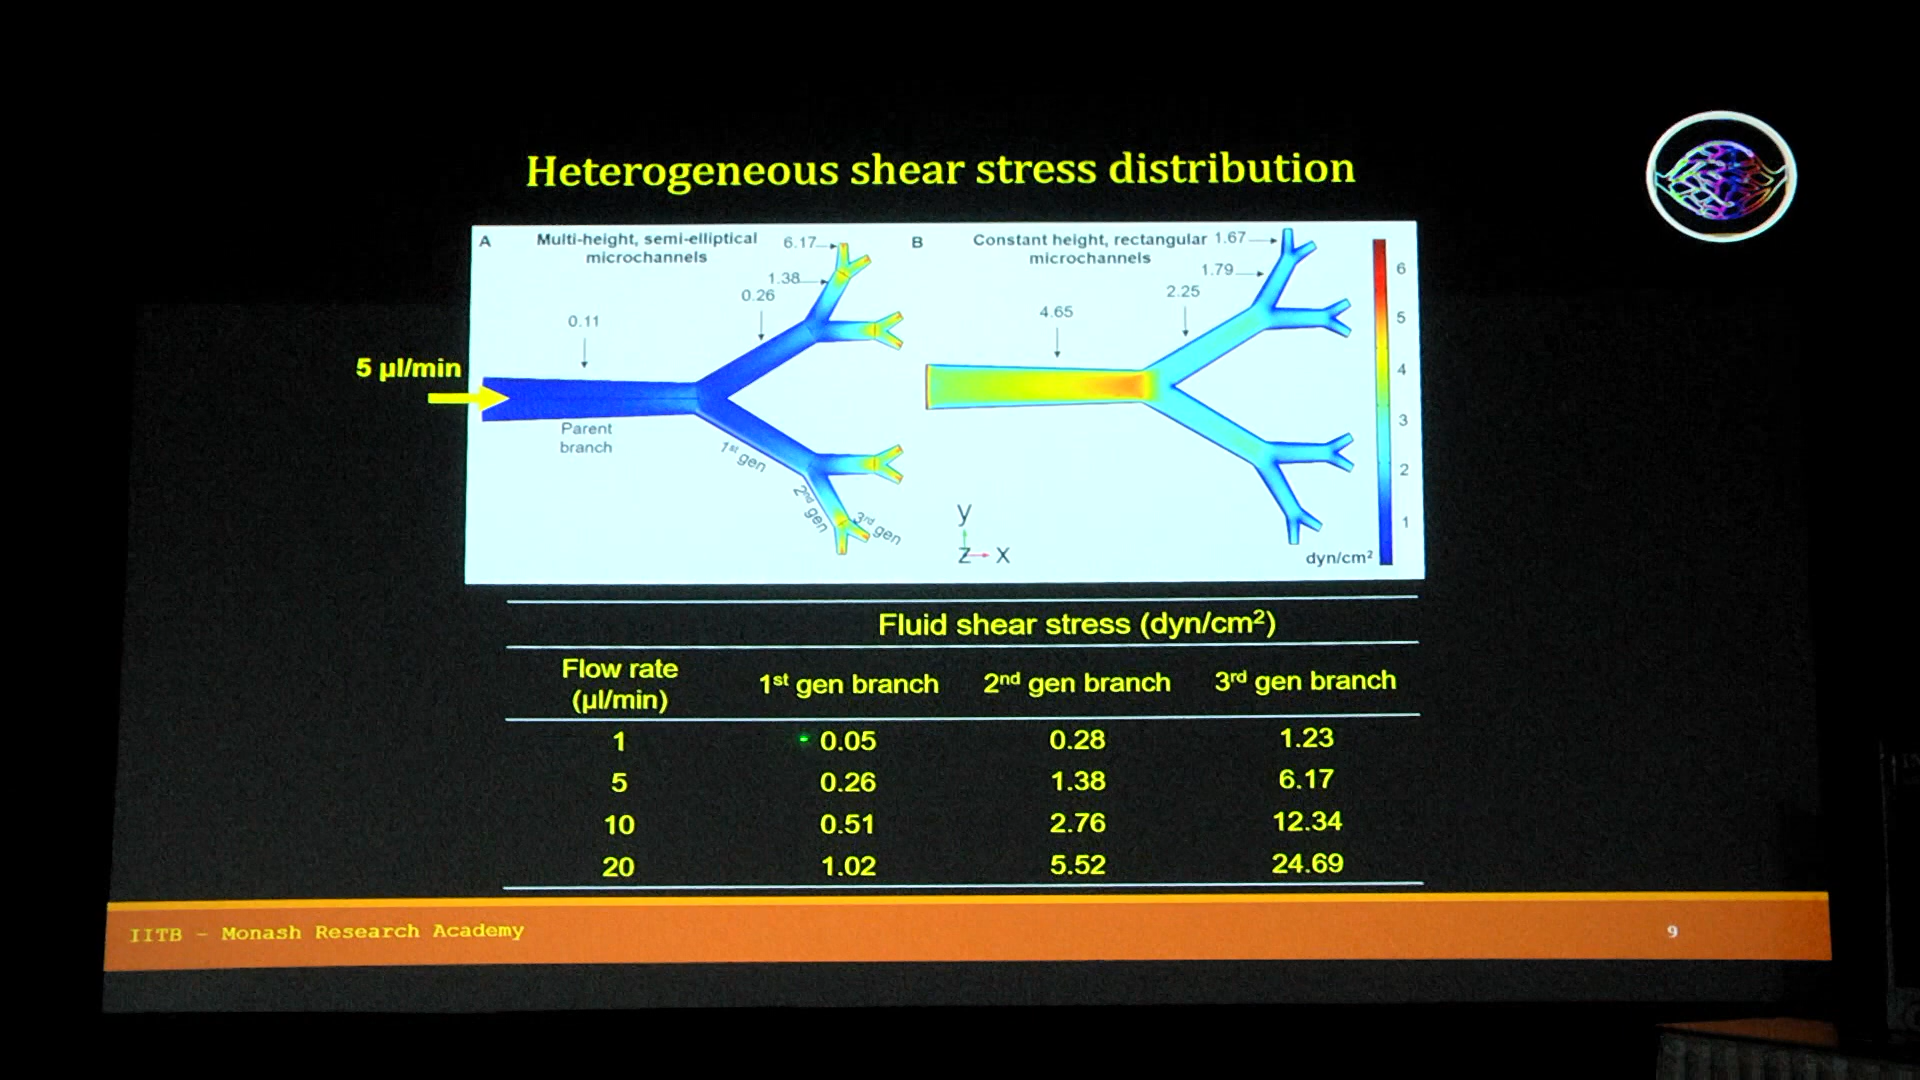 Heterogeneous shear stress distribution
A
Multi-height, semi-elliptical
microchannels
6.17
1.38
0.26
0.11
5 µl/min
Parent
branch
1st gen
2nd gen
3rd gen
B
Constant height, rectangular
microchannels
1.67
1.79
2.25
4.65
y
z
x
6
5
4
3
2
1
dyn/cm²
Fluid shear stress (dyn/cm²)
Flow rate
(µl/min)
1st gen branch 2nd gen branch 3rd gen branch
1 0.05 0.28 1.23
5 0.26 1.38 6.17
10 0.51 2.76 12.34
20 1.02 5.52 24.69
IITB – Monash Research Academy
9